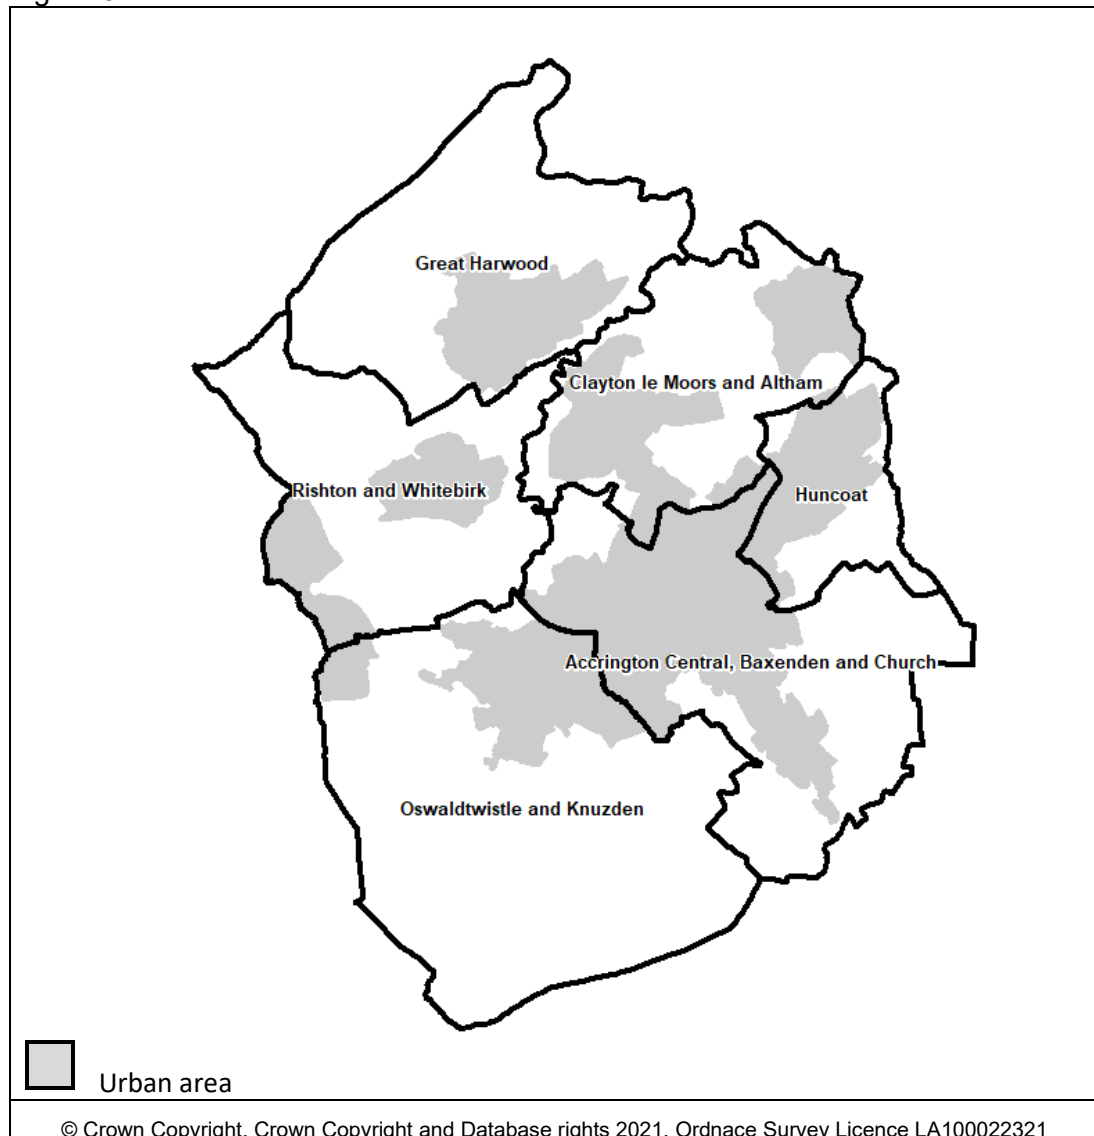 Great Harwood
Clayton le Moors and Altham
Rishton and Whitebirk
Huncoat
Accrington Central, Baxenden and Church
Oswaldtwistle and Knuzden
Urban area
© Crown Copyright. Crown Copyright and Database rights 2021. Ordnace Survey Licence LA100022321